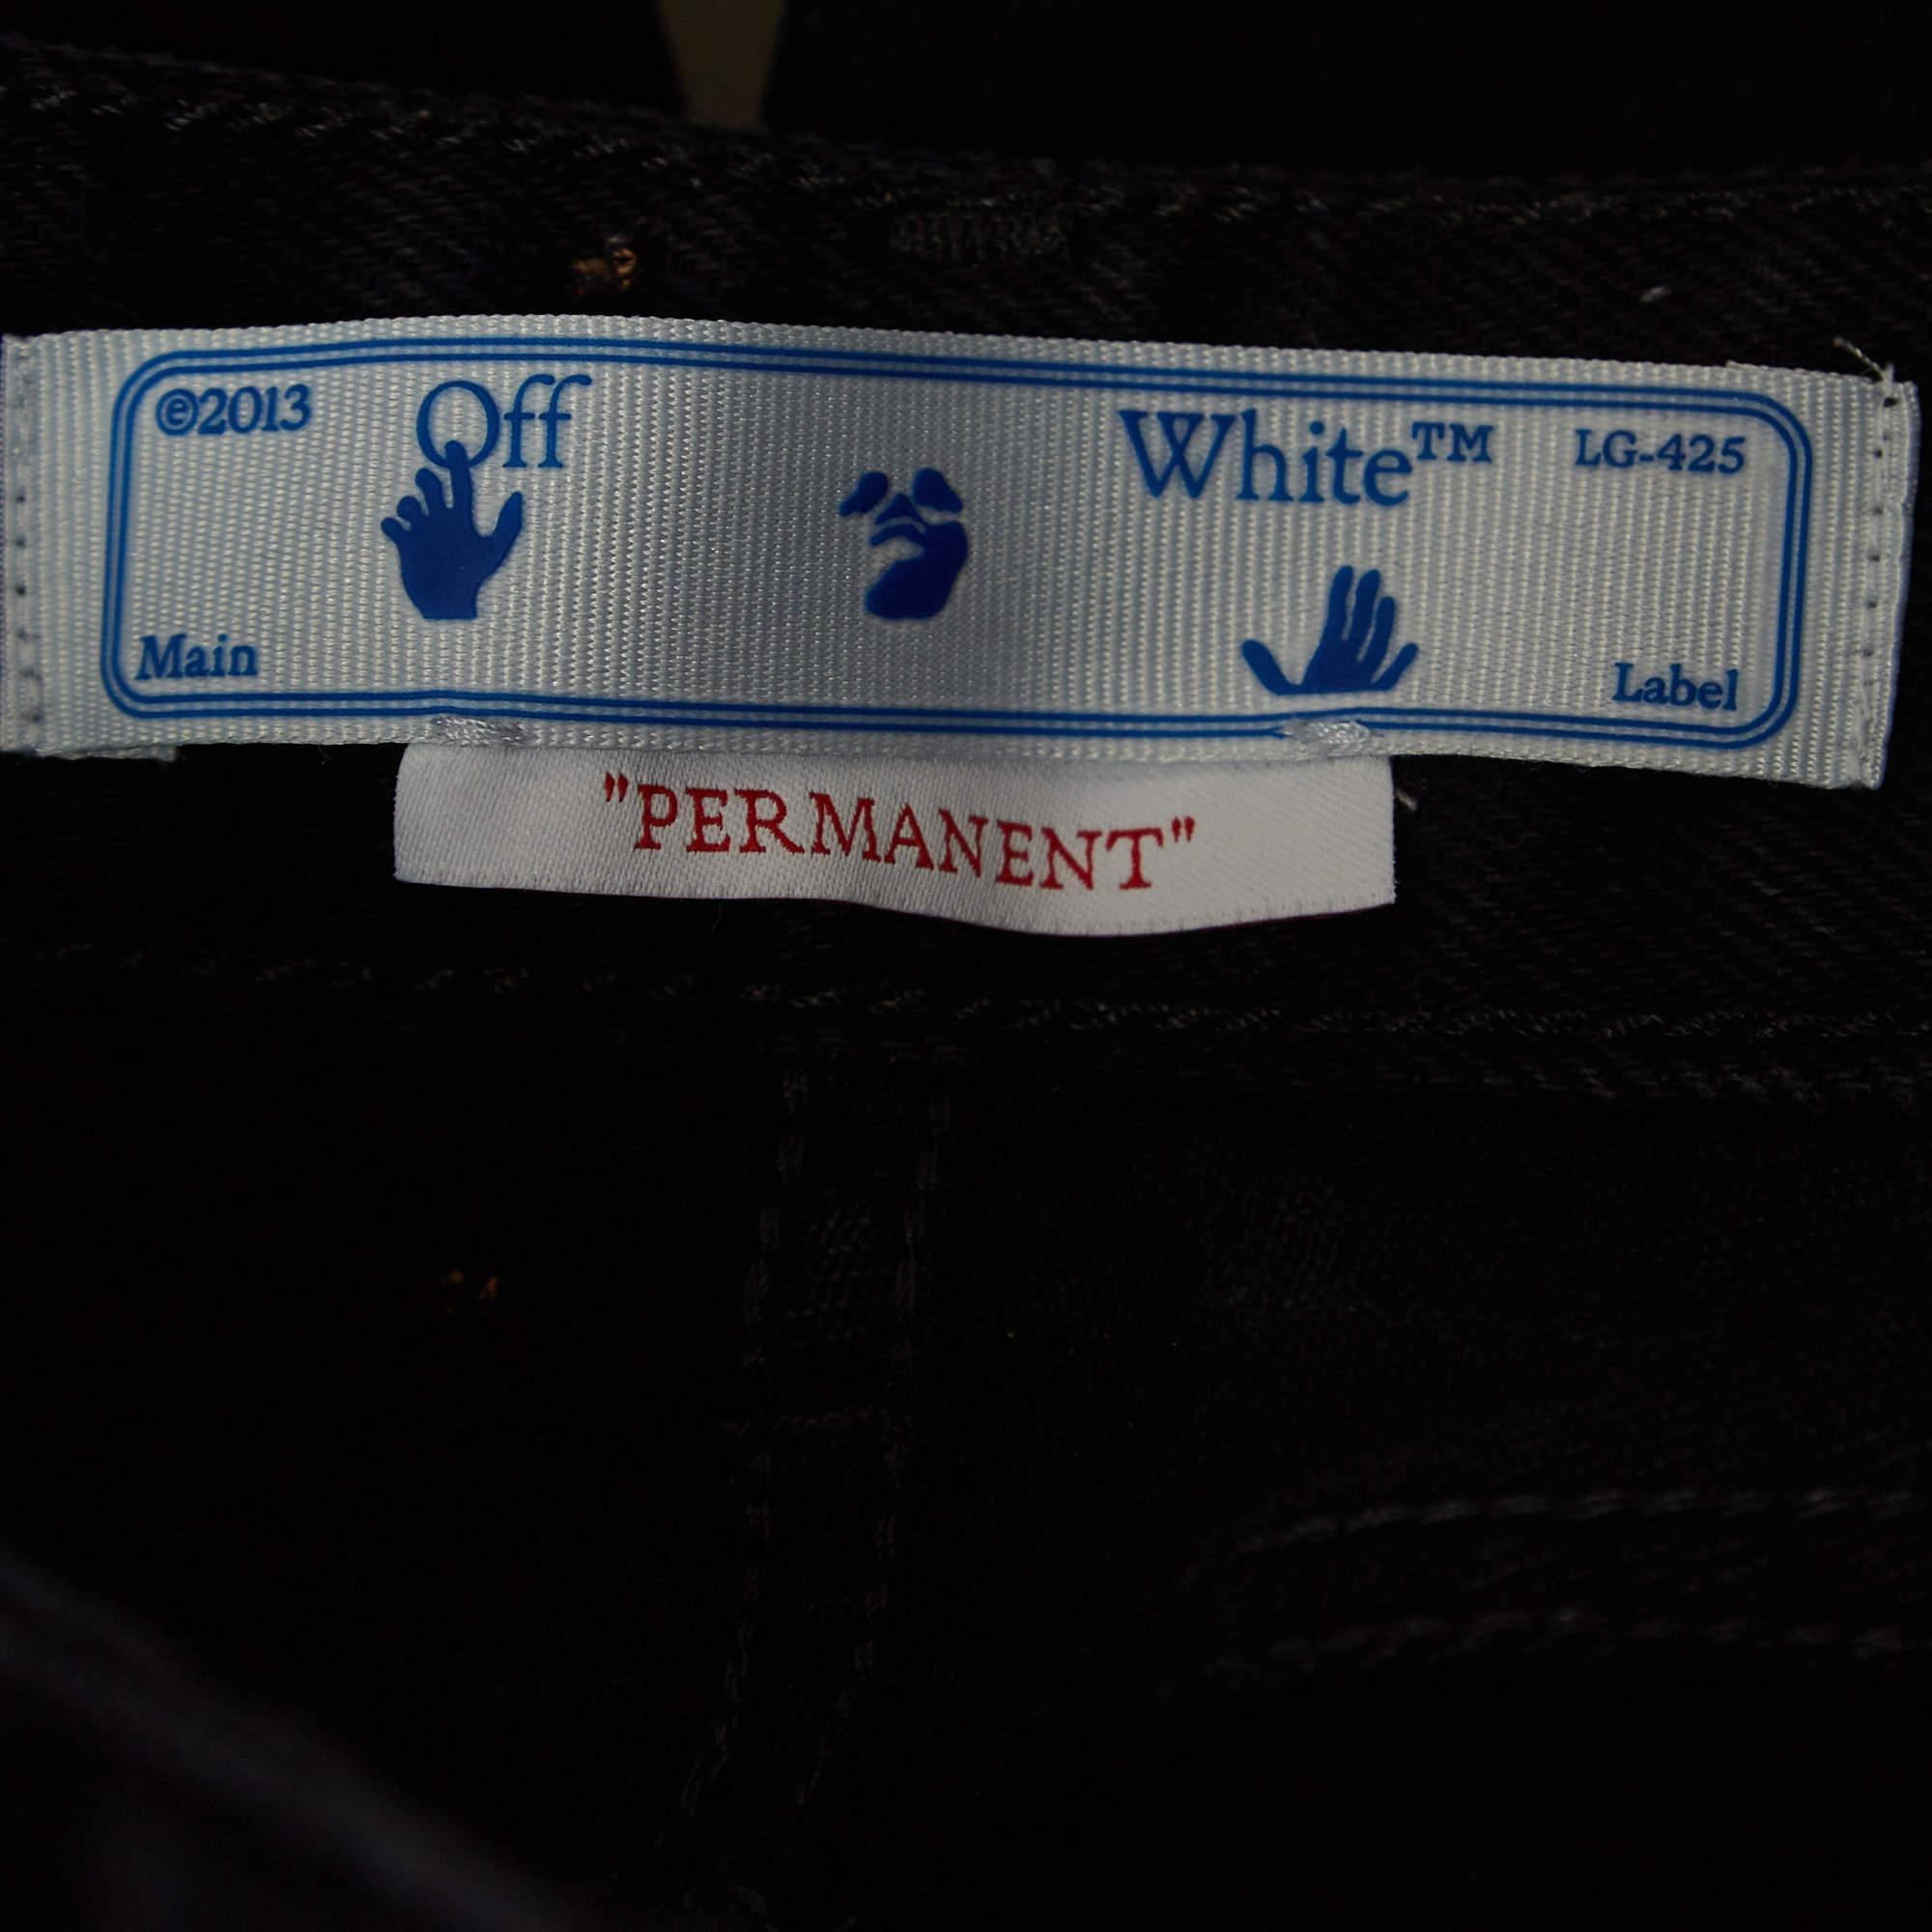 ©2013 Off White™ LG-425
Main Label
"PERMANENT"